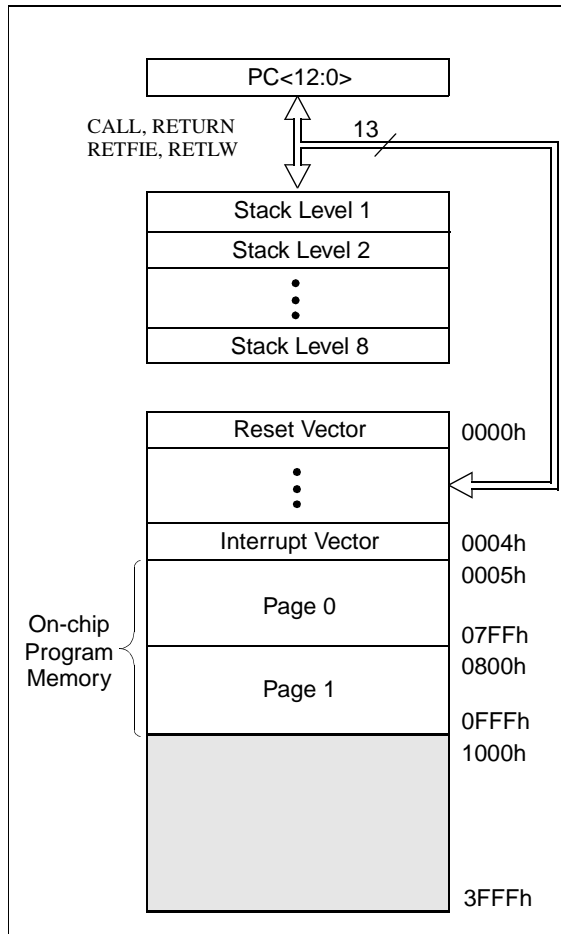 PC<12:0>
CALL, RETURN
RETFIE, RETLW
13
Stack Level 1
Stack Level 2
Stack Level 8
Reset Vector
0000h
Interrupt Vector
0004h
0005h
On-chip
Program
Memory
Page 0
07FFh
0800h
Page 1
0FFFh
1000h
3FFFh